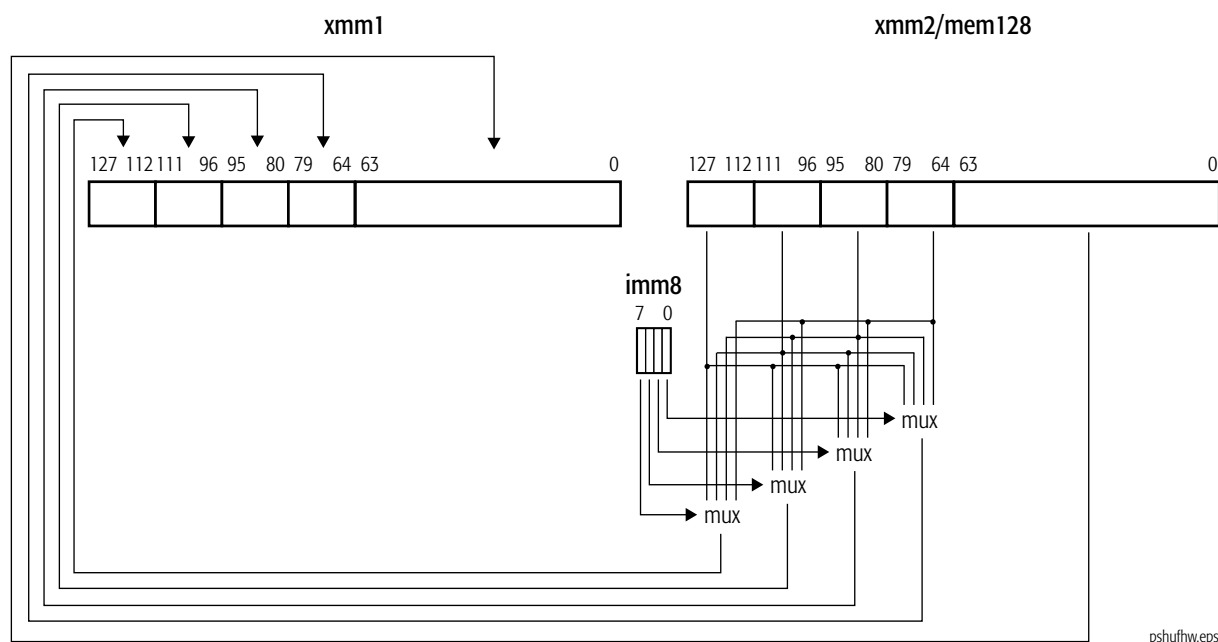 xmm1 xmm2/mem128
127 112 111 96 95 80 79 64 63 0 127 112 111 96 95 80 79 64 63 0
imm8
7 0
mux
mux
mux
mux
pshufhw.eps